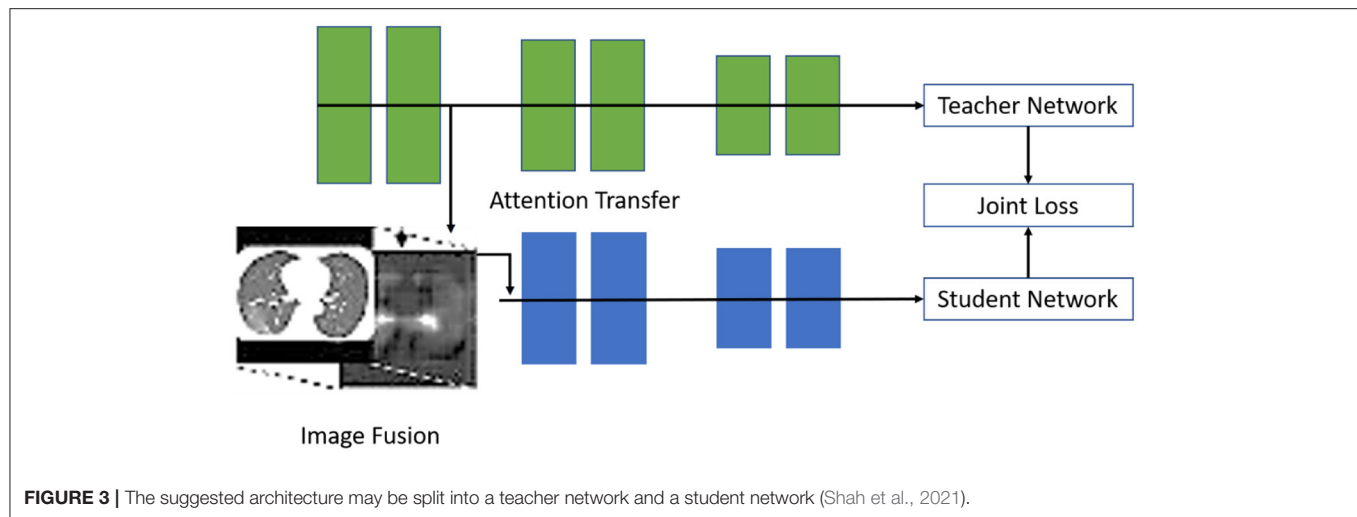 Teacher Network
Attention Transfer
Joint Loss
Student Network
Image Fusion
FIGURE 3 | The suggested architecture may be split into a teacher network and a student network (Shah et al., 2021).